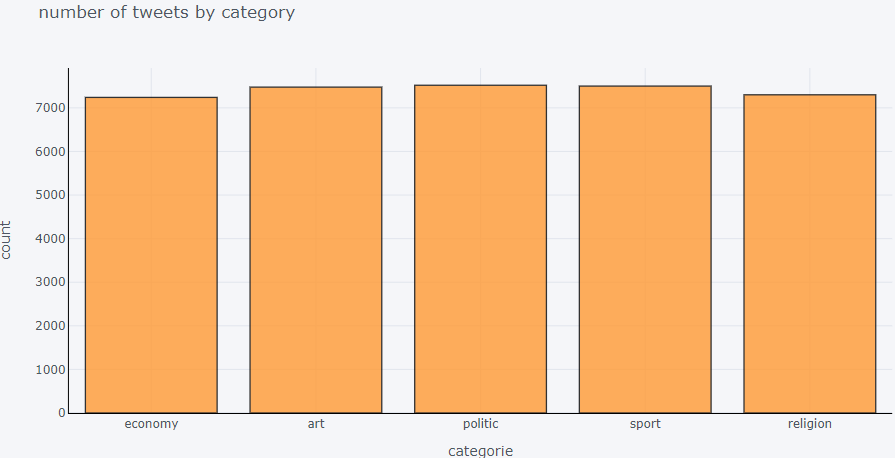 number of tweets by category
7000
6000
5000
4000
3000
2000
1000
0
count
economy art politic sport religion
categorie